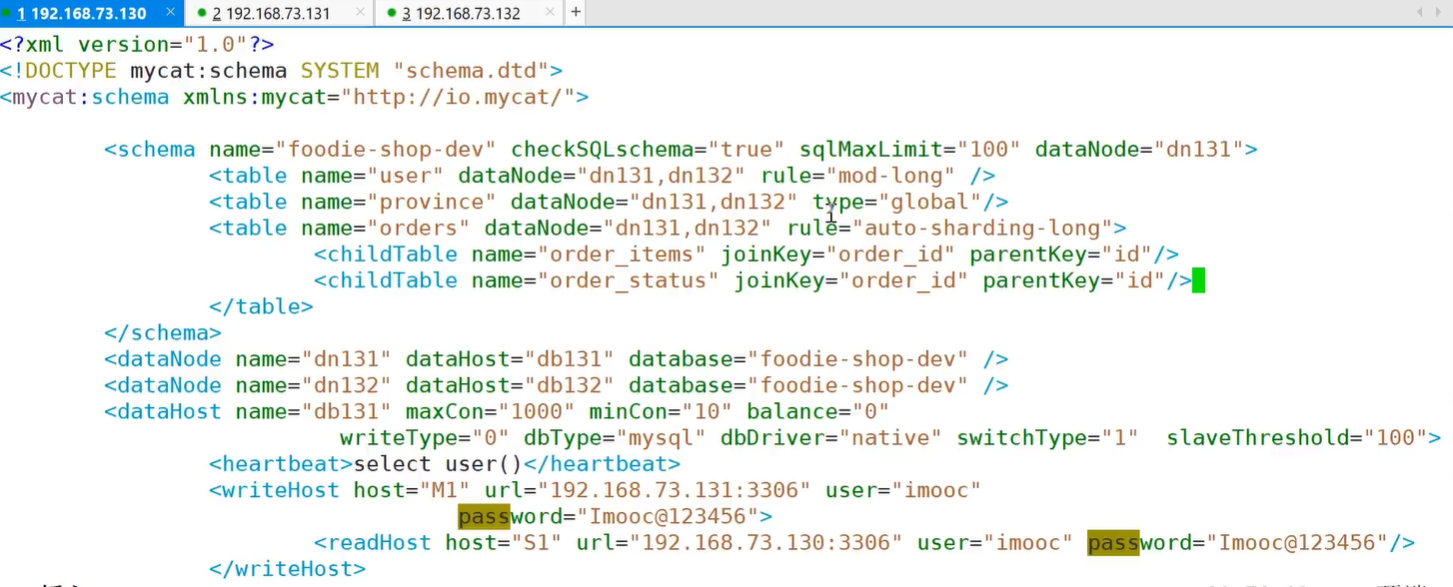 1 192.168.73.130 × 2 192.168.73.131 × 3 192.168.73.132 × +
<?xml version="1.0"?>
<!DOCTYPE mycat:schema SYSTEM "schema.dtd">
<mycat:schema xmlns:mycat="http://io.mycat/">
<schema name="foodie-shop-dev" checkSQLschema="true" sqlMaxLimit="100" dataNode="dn131">
<table name="user" dataNode="dn131,dn132" rule="mod-long" />
<table name="province" dataNode="dn131,dn132" type="global"/>
<table name="orders" dataNode="dn131,dn132" rule="auto-sharding-long">
<childTable name="order_items" joinKey="order_id" parentKey="id"/>
<childTable name="order_status" joinKey="order_id" parentKey="id"/>
</table>
</schema>
<dataNode name="dn131" dataHost="db131" database="foodie-shop-dev" />
<dataNode name="dn132" dataHost="db132" database="foodie-shop-dev" />
<dataHost name="db131" maxCon="1000" minCon="10" balance="0"
writeType="0" dbType="mysql" dbDriver="native" switchType="1"  slaveThreshold="100">
<heartbeat>select user()</heartbeat>
<writeHost host="M1" url="192.168.73.131:3306" user="imooc"
password="Imooc@123456">
<readHost host="S1" url="192.168.73.130:3306" user="imooc" password="Imooc@123456"/>
</writeHost>